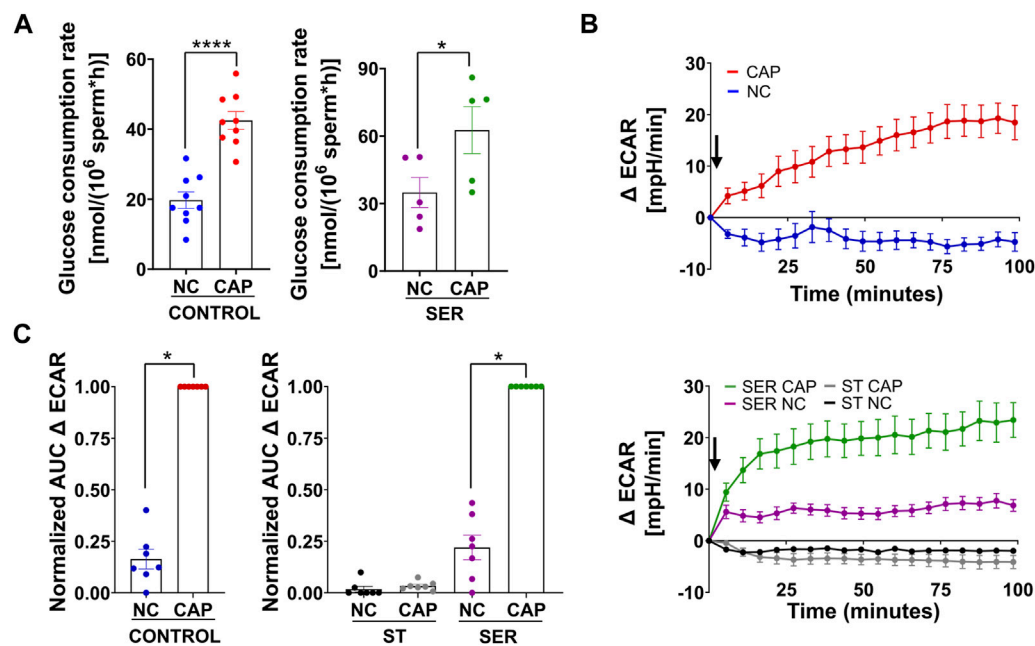 A
Glucose consumption rate
[nmol/(10⁶ sperm*h)]
60
40
20
0
****
NC CAP
CONTROL
Glucose consumption rate
[nmol/(10⁶ sperm*h)]
90
60
30
0
*
NC CAP
SER
B
Δ ECAR
[mpH/min]
30
20
10
0
-10
CAP
NC
25 50 75 100
Time (minutes)
C
Normalized AUC Δ ECAR
1.00
0.75
0.50
0.25
0.00
*
NC CAP
CONTROL
Normalized AUC Δ ECAR
1.00
0.75
0.50
0.25
0.00
*
NC CAP NC CAP
ST SER
Δ ECAR
[mpH/min]
30
20
10
0
-10
SER CAP ST CAP
SER NC ST NC
25 50 75 100
Time (minutes)